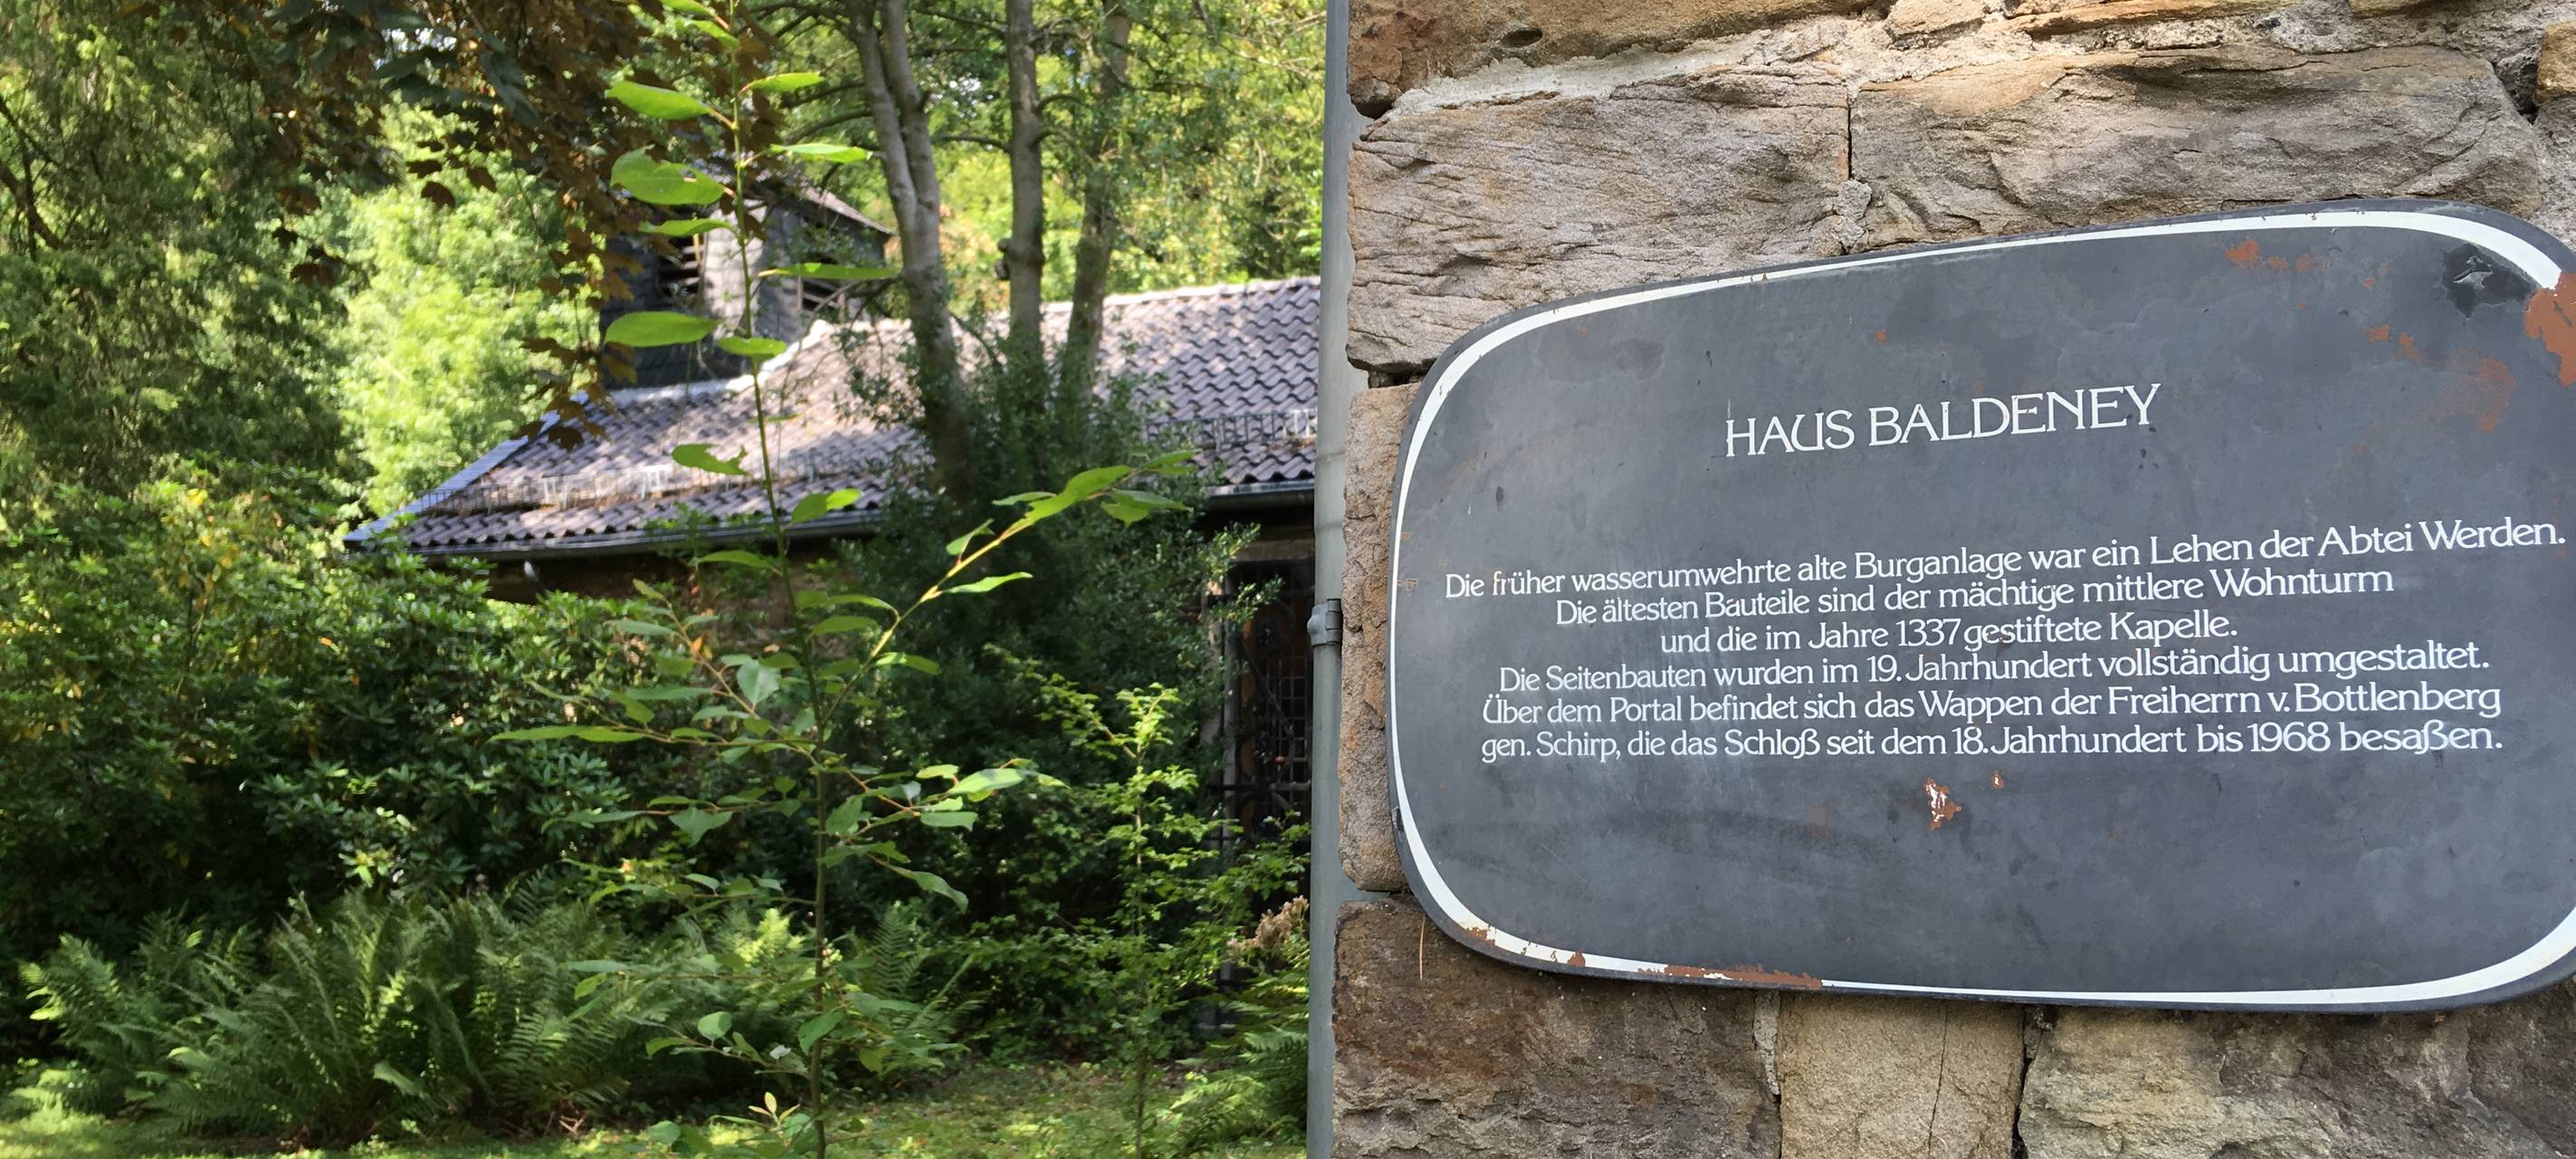 HAUS BALDENEY
Die früher wasserumwehrte alte Burganlage war ein Lehen der Abtei Werden.
Die ältesten Bauteile sind der mächtige mittlere Wohnturm
und die im Jahre 1337 gestiftete Kapelle.
Die Seitenbauten wurden im 19. Jahrhundert vollständig umgestaltet.
Über dem Portal befindet sich das Wappen der Freiherrn v. Bottlenberg
gen. Schirp, die das Schloß seit dem 18. Jahrhundert bis 1968 besaßen.